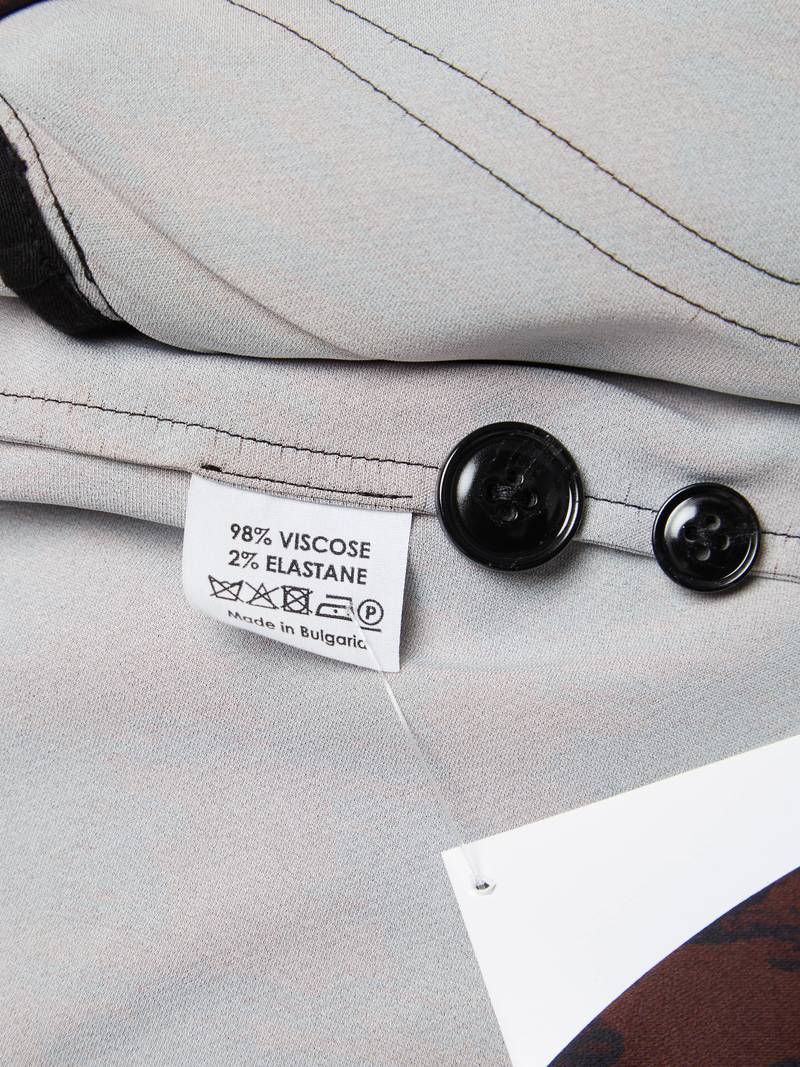 98% VISCOSE
2% ELASTANE
P
Made in Bulgaria